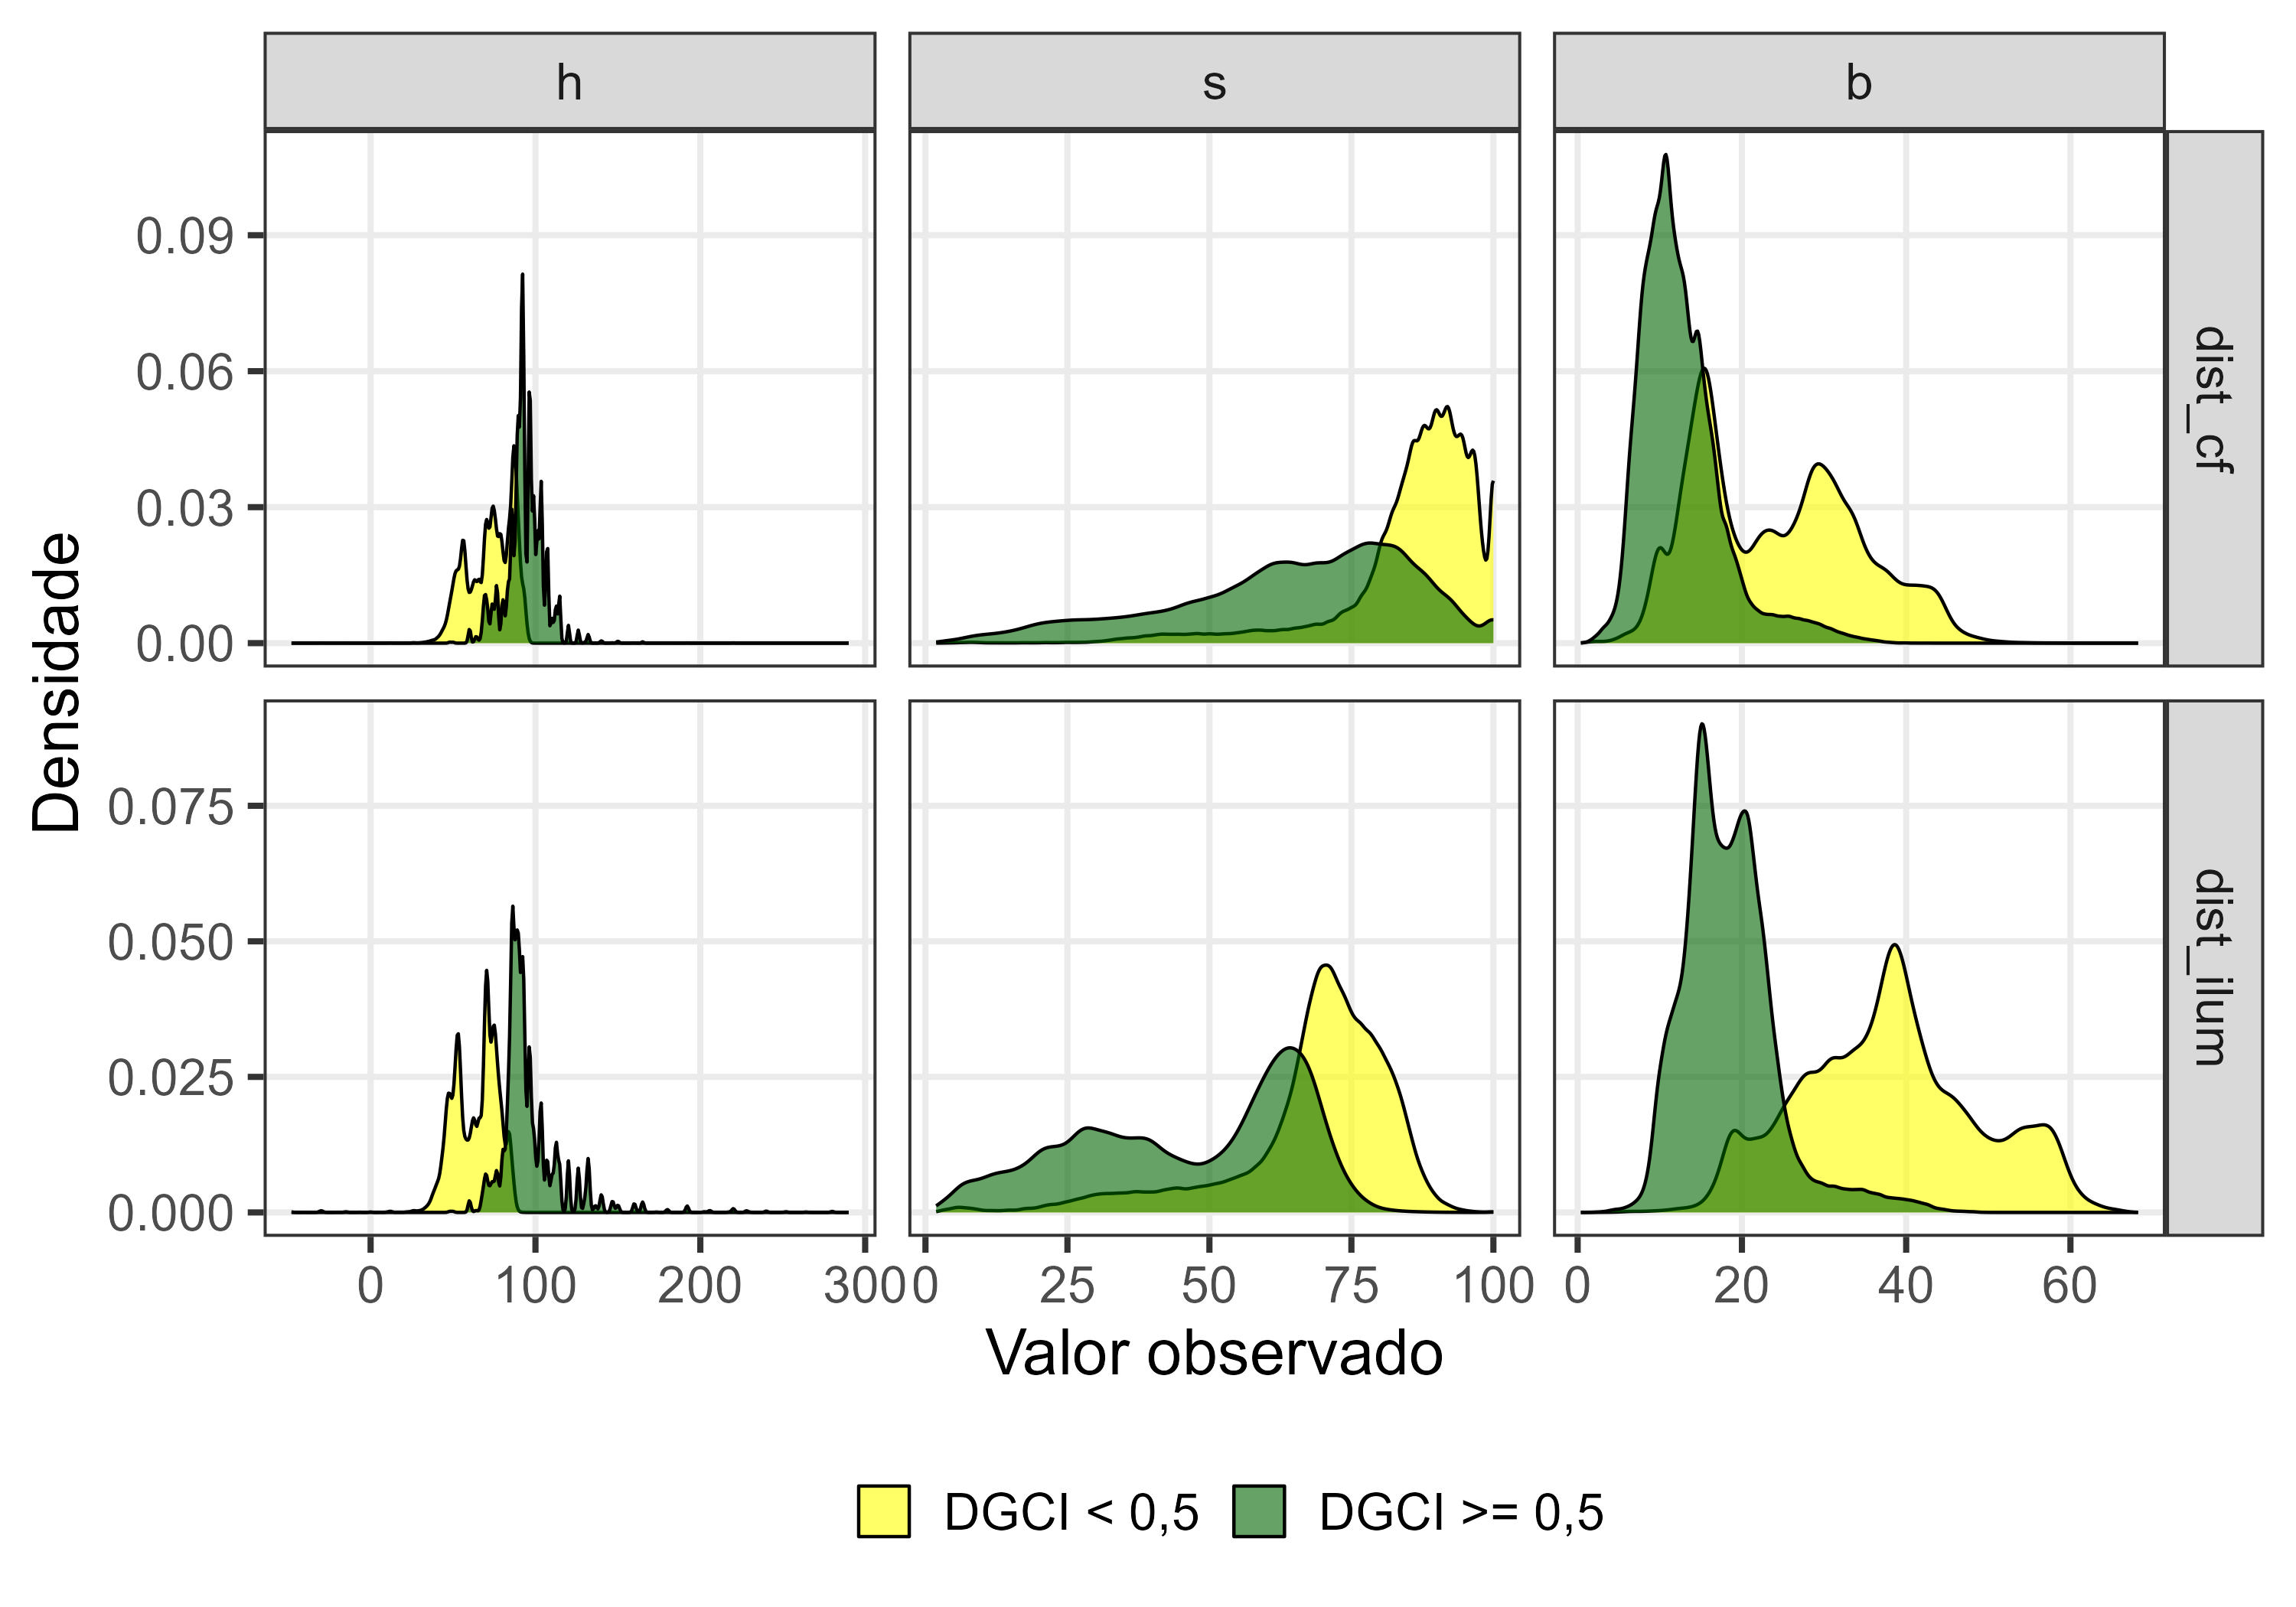 h s b
Densidade
0.09
0.06
0.03
0.00
dist_cf
0.075
0.050
0.025
0.000
dist_ilum
0 100 200 300 0 25 50 75 100 0 20 40 60
Valor observado
DGCI < 0,5 DGCI >= 0,5